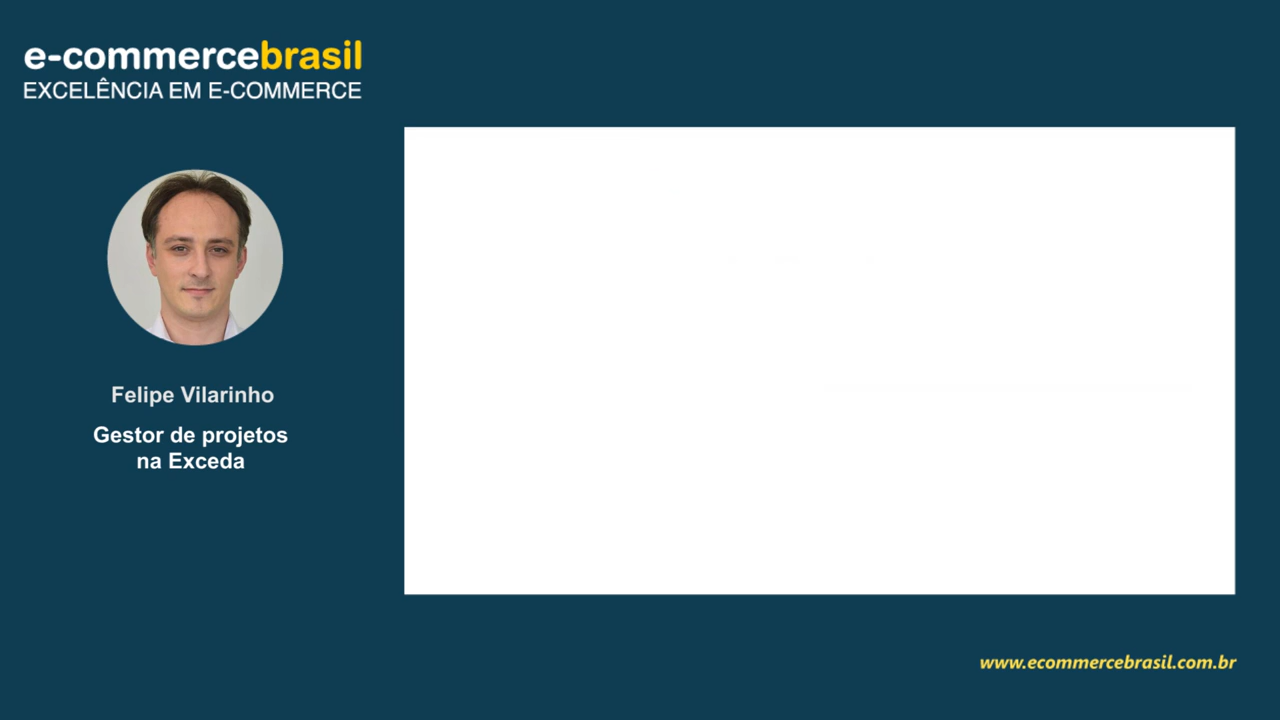 e-commercebrasil
EXCELÊNCIA EM E-COMMERCE
Felipe Vilarinho
Gestor de projetos
na Exceda
www.ecommercebrasil.com.br